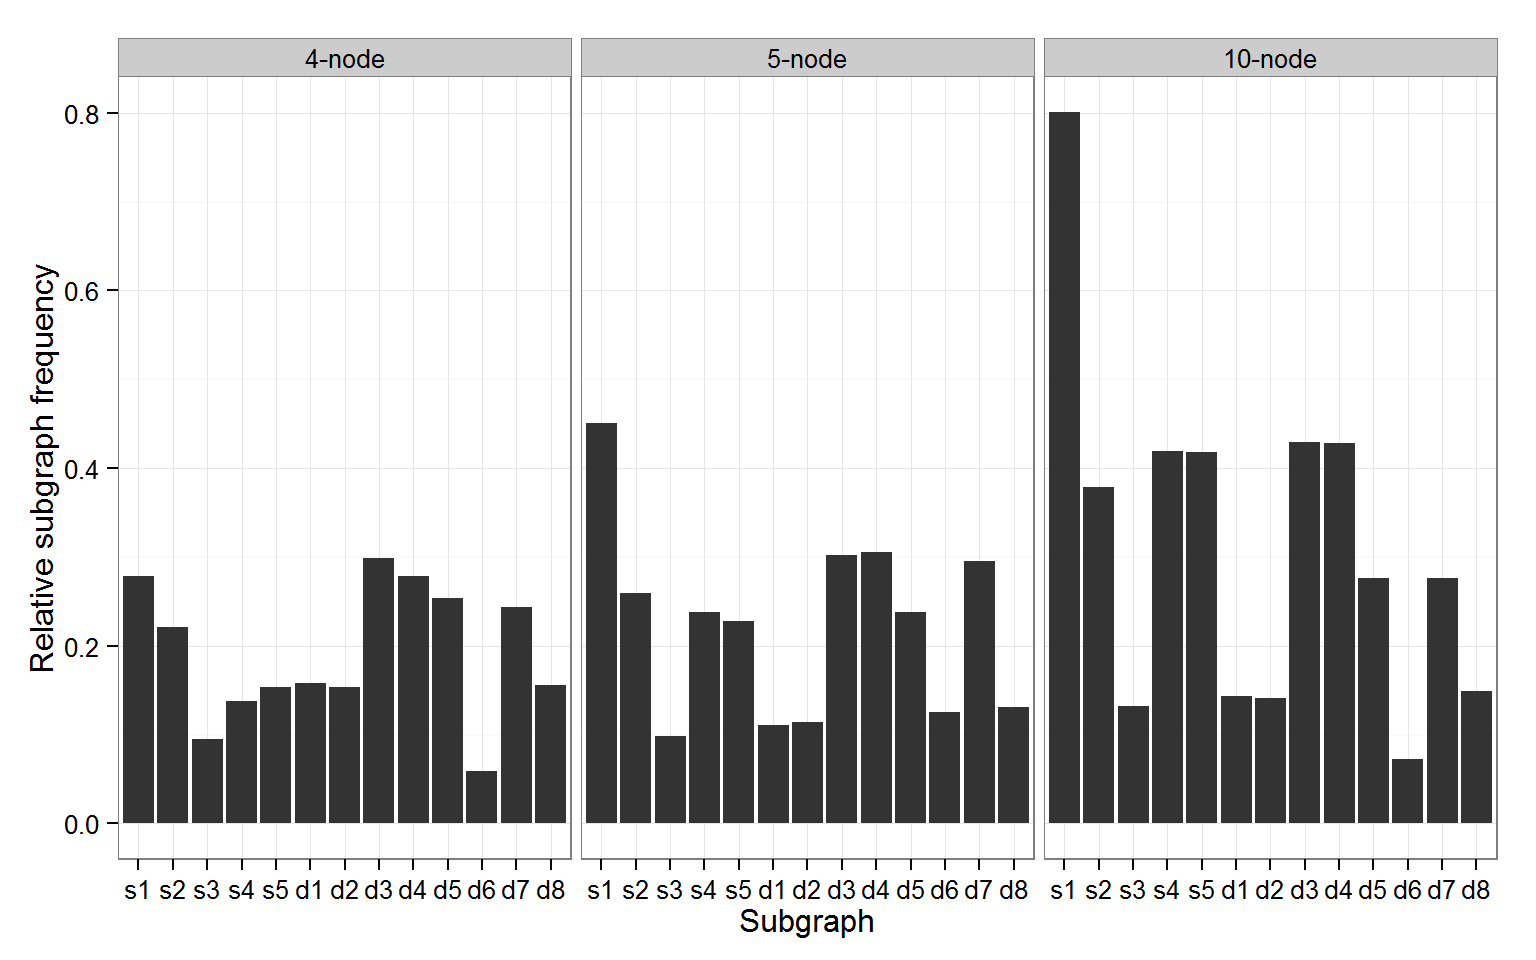 4-node 5-node 10-node
Relative subgraph frequency
0.8
0.6
0.4
0.2
0.0
s1 s2 s3 s4 s5 d1 d2 d3 d4 d5 d6 d7 d8 s1 s2 s3 s4 s5 d1 d2 d3 d4 d5 d6 d7 d8 s1 s2 s3 s4 s5 d1 d2 d3 d4 d5 d6 d7 d8
Subgraph